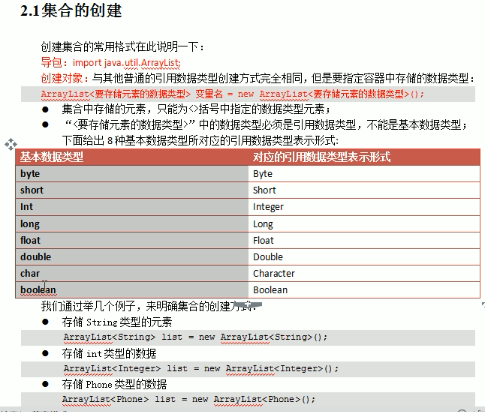 2.1集合的创建
创建集合的常用格式在此说明一下：
导包：import java.util.ArrayList;
创建对象：与其他普通的引用数据类型创建方式完全相同，但是要指定容器中存储的数据类型：
ArrayList<要存储元素的数据类型> 变量名 = new ArrayList<要存储元素的数据类型>();
● 集合中存储的元素，只能为<>括号中指定的数据类型元素；
● “<要存储元素的数据类型>”中的数据类型必须是引用数据类型，不能是基本数据类型；
下面给出8种基本数据类型所对应的引用数据类型表示形式：
基本数据类型 对应的引用数据类型表示形式
byte Byte
short Short
Int Integer
long Long
float Float
double Double
char Character
boolean Boolean
我们通过举几个例子，来明确集合的创建方式：
● 存储String类型的元素
ArrayList<String> list = new ArrayList<String>();
● 存储int类型的数据
ArrayList<Integer> list = new ArrayList<Integer>();
● 存储Phone类型的数据
ArrayList<Phone> list = new ArrayList<Phone>();